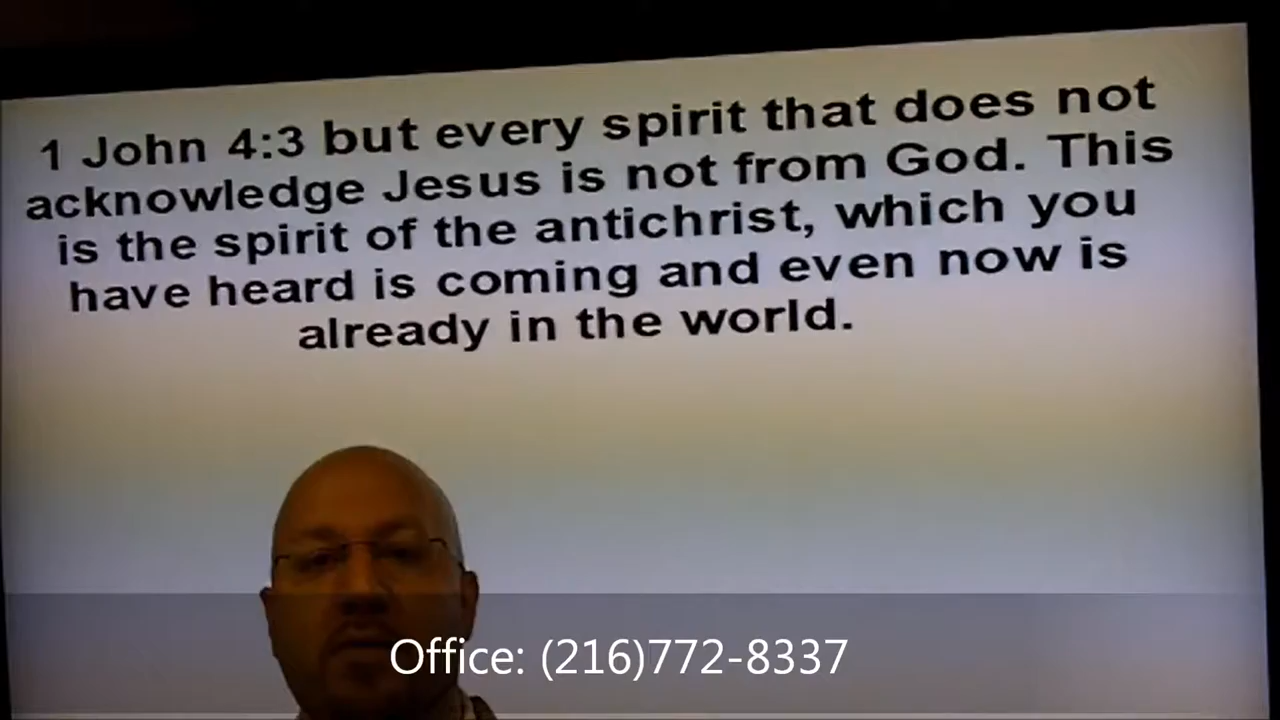 1 John 4:3 but every spirit that does not
acknowledge Jesus is not from God. This
is the spirit of the antichrist, which you
have heard is coming and even now is
already in the world.
Office: (216)772-8337